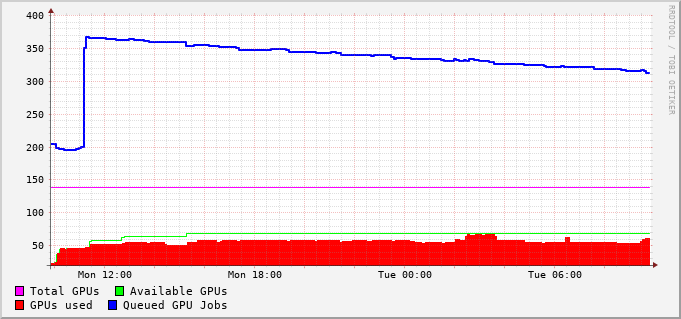 400
350
300
250
200
150
100
50
Mon 12:00 Mon 18:00 Tue 00:00 Tue 06:00
Total GPUs Available GPUs
GPUs used Queued GPU Jobs
RRDTOOL / TOBI OETIKER